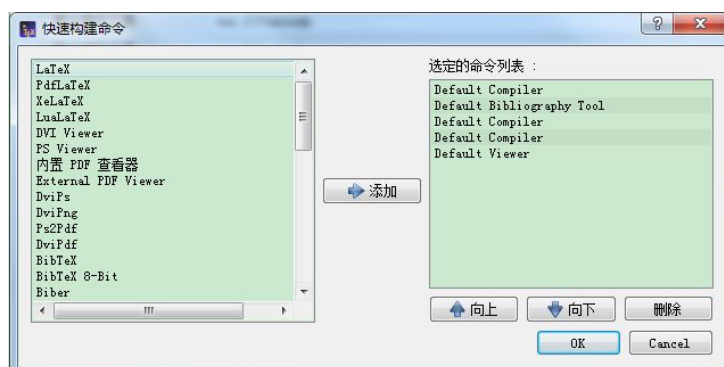 快速构建命令
LaTeX
PdfLaTeX
XeLaTeX
LuaLaTeX
DVI Viewer
PS Viewer
内置 PDF 查看器
External PDF Viewer
DviPs
DviPng
Ps2Pdf
DviPdf
BibTeX
BibTeX 8-Bit
Biber
添加
选定的命令列表 :
Default Compiler
Default Bibliography Tool
Default Compiler
Default Compiler
Default Viewer
向上 向下 删除
OK Cancel